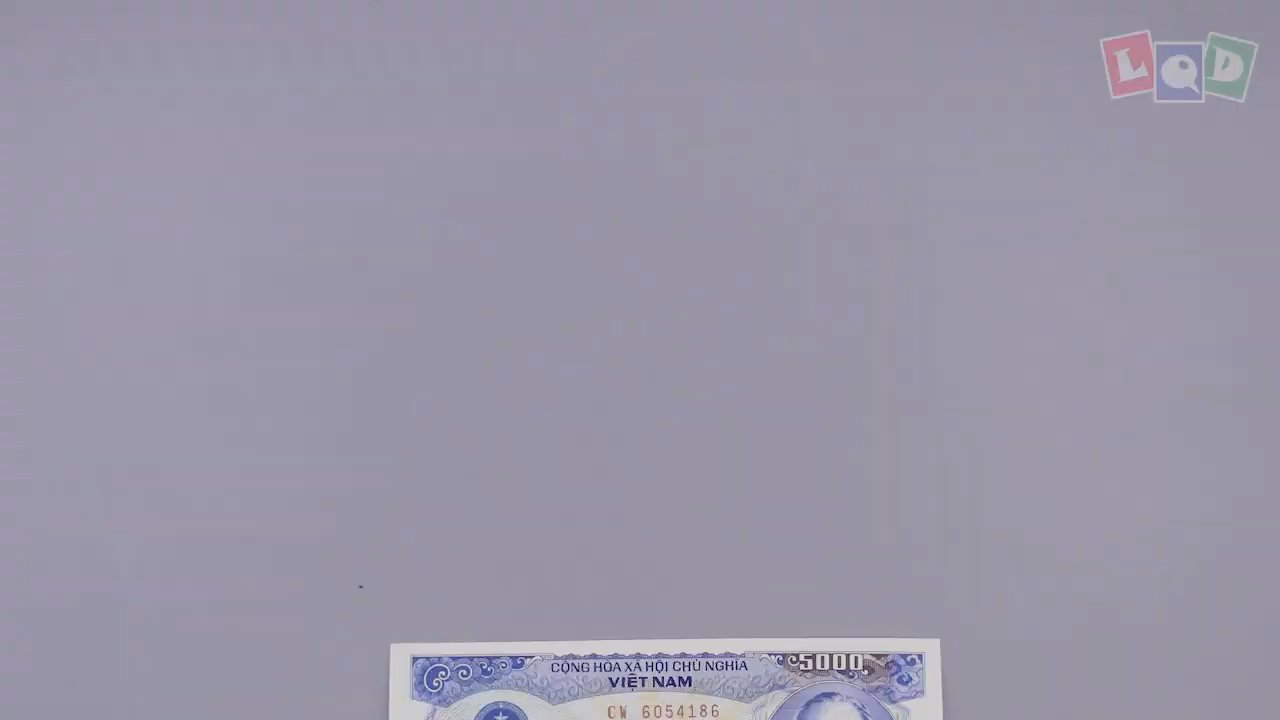 LQD
CỘNG HÒA XÃ HỘI CHỦ NGHĨA
5000
VIỆT NAM
CW 6054186